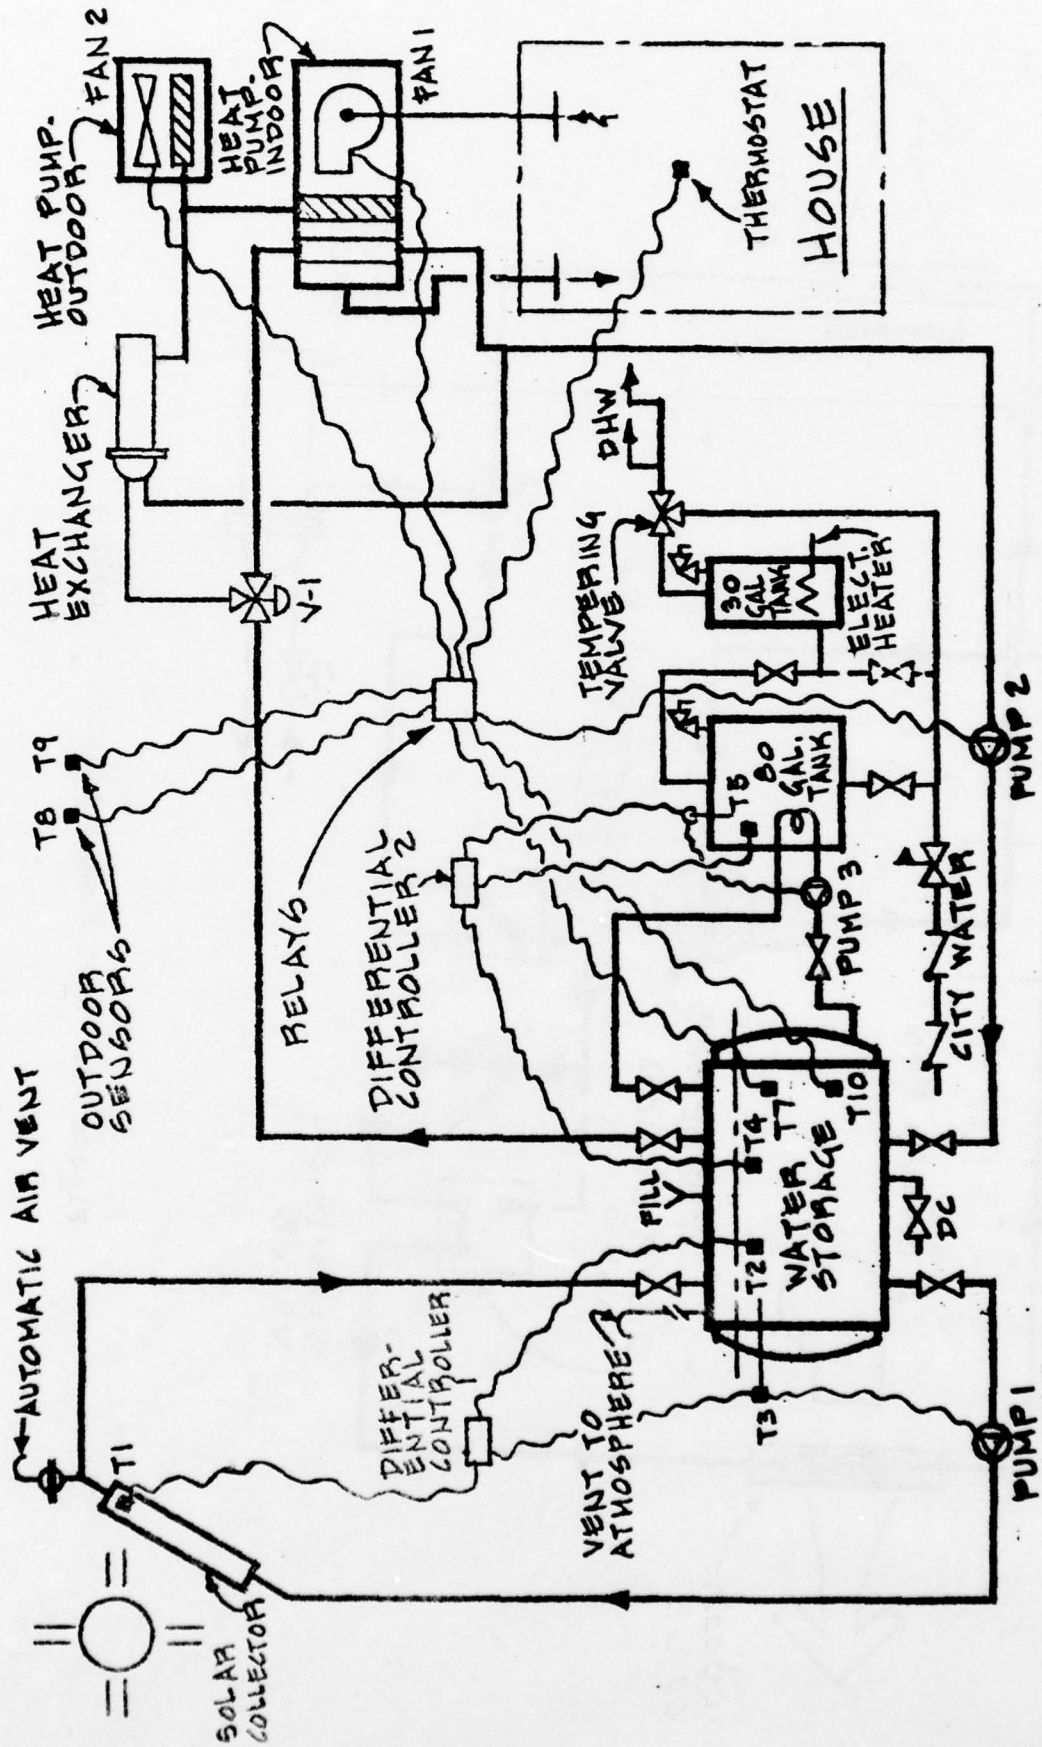 AUTOMATIC AIR VENT
T1
SOLAR
COLLECTOR
OUTDOOR
SENSORS
T8
T9
HEAT
EXCHANGER
HEAT PUMP.
OUTDOOR
FAN 2
HEAT
PUMP.
INDOOR
FAN 1
V-1
RELAYS
DIFFERENTIAL
CONTROLLER 2
DIFFER-
ENTIAL
CONTROLLER
VENT TO
ATHOSPHERE
T3
FILL
T2
T4
T7
T10
WATER
STORAGE
DC
PUMP 1
PUMP 3
T5
80
GAL.
TANK
TEMPERING
VALVE
30
GAL
TANK
ELECT.
HEATER
DHW
CITY WATER
PUMP 2
THERMOSTAT
HOUSE